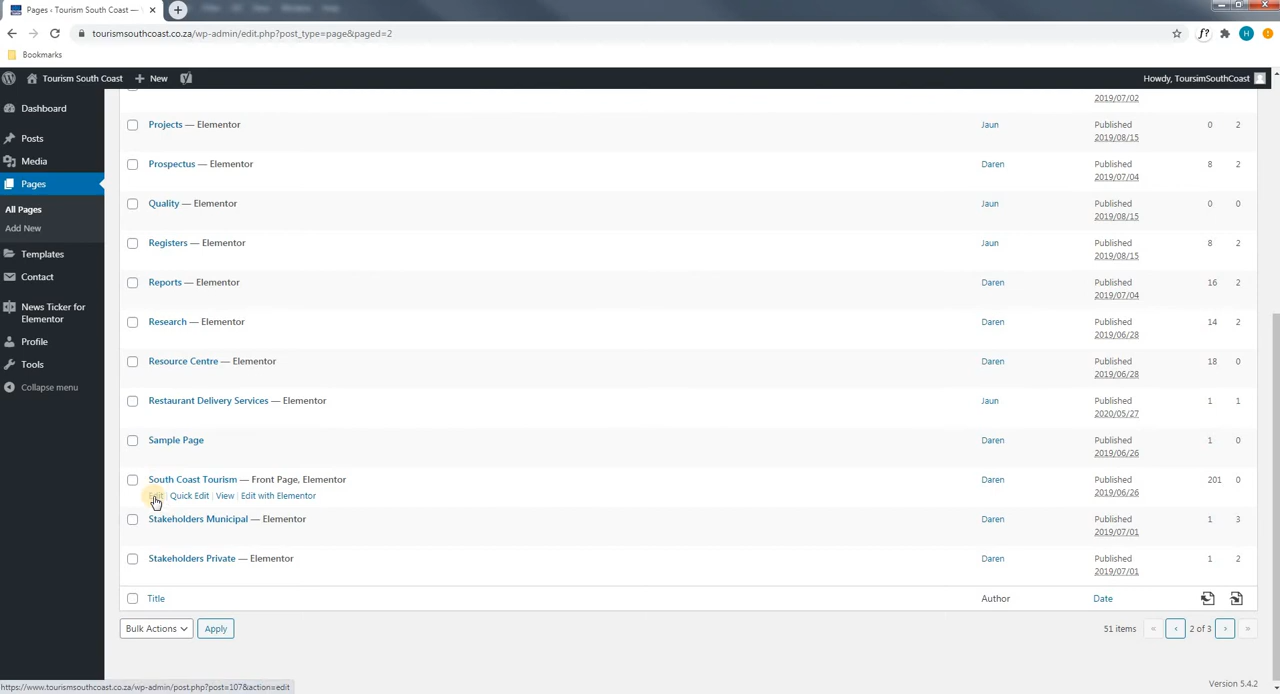 Pages ‹ Tourism South Coast —
tourismsouthcoast.co.za/wp-admin/edit.php?post_type=page&paged=2
f?
H
Bookmarks
Tourism South Coast
+ New
Howdy, ToursimSouthCoast
Dashboard
Posts
Media
Pages
All Pages
Add New
Templates
Contact
News Ticker for
Elementor
Profile
Tools
Collapse menu
2019/07/02
Projects — Elementor Jaun Published 0 2
2019/08/15
Prospectus — Elementor Daren Published 8 2
2019/07/04
Quality — Elementor Jaun Published 0 0
2019/08/15
Registers — Elementor Jaun Published 8 2
2019/08/15
Reports — Elementor Daren Published 16 2
2019/07/04
Research — Elementor Daren Published 14 2
2019/06/28
Resource Centre — Elementor Daren Published 18 0
2019/06/28
Restaurant Delivery Services — Elementor Jaun Published 1 1
2020/05/27
Sample Page Daren Published 1 0
2019/06/26
South Coast Tourism — Front Page, Elementor Daren Published 201 0
2019/06/26
Edit | Quick Edit | View | Edit with Elementor
Stakeholders Municipal — Elementor Daren Published 1 3
2019/07/01
Stakeholders Private — Elementor Daren Published 1 2
2019/07/01
Title Author Date
Bulk Actions Apply 51 items « ‹ 2 of 3 › »
https://www.tourismsouthcoast.co.za/wp-admin/post.php?post=107&action=edit
Version 5.4.2